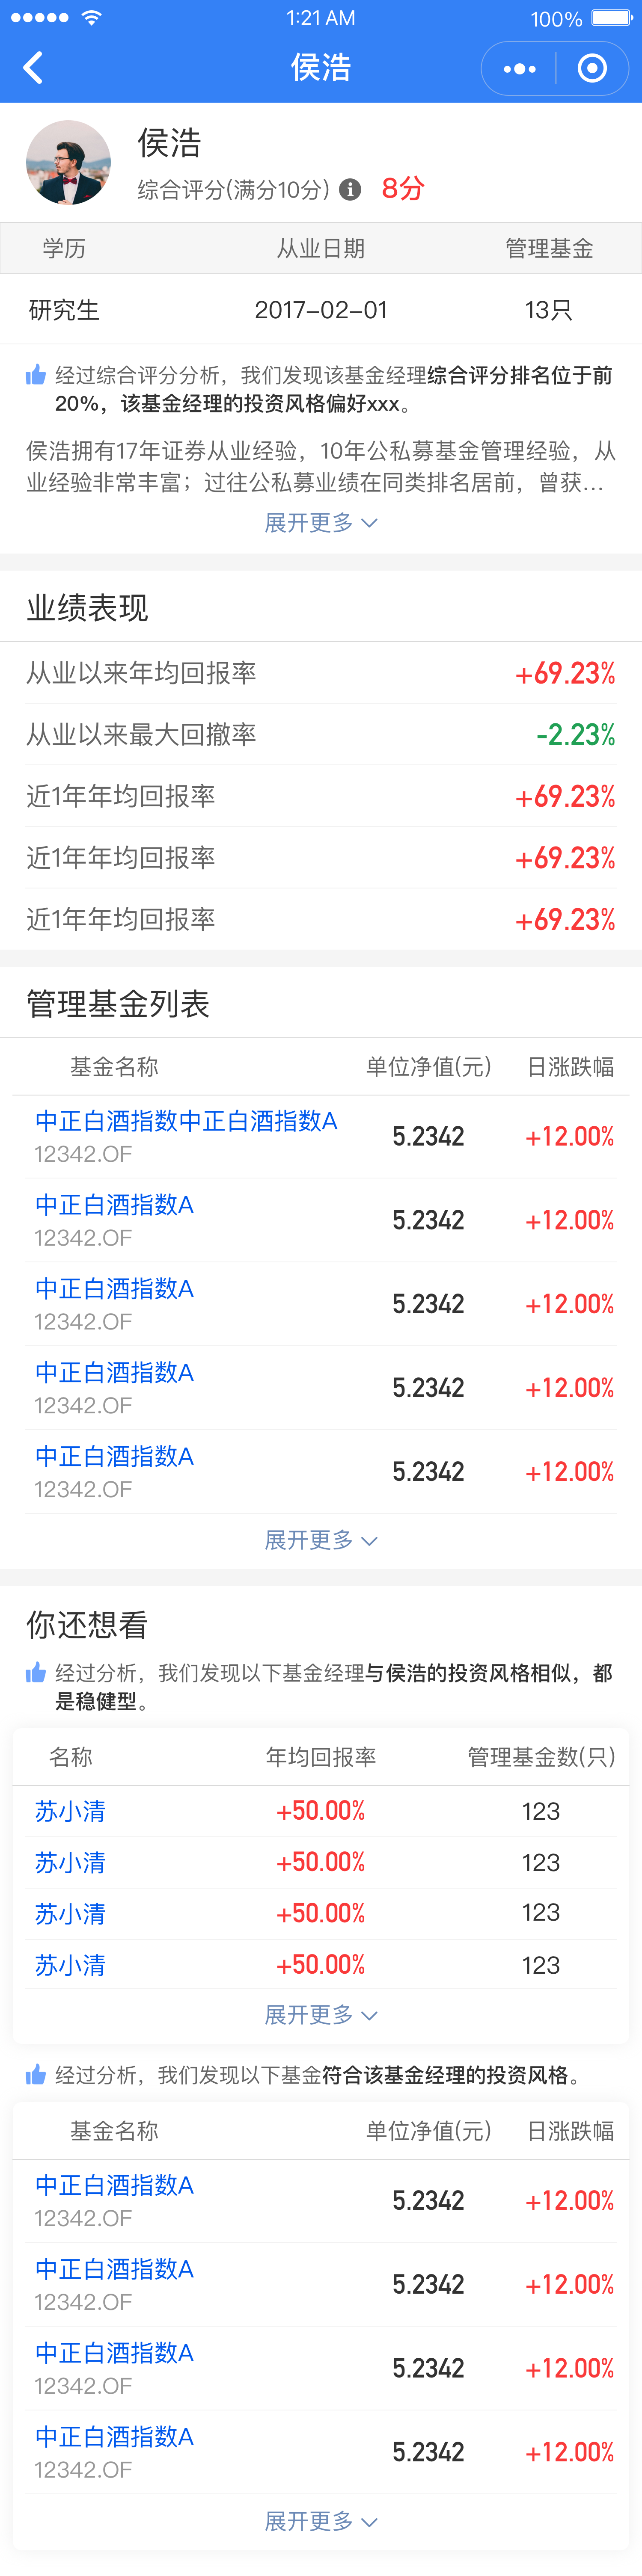 1:21 AM
100%
侯浩
侯浩
综合评分(满分10分) 8分
学历 从业日期 管理基金
研究生 2017-02-01 13只
经过综合评分分析，我们发现该基金经理综合评分排名位于前
20%，该基金经理的投资风格偏好xxx。
侯浩拥有17年证券从业经验，10年公私募基金管理经验，从
业经验非常丰富；过往公私募业绩在同类排名居前，曾获...
展开更多
业绩表现
从业以来年均回报率 +69.23%
从业以来最大回撤率 -2.23%
近1年年均回报率 +69.23%
近1年年均回报率 +69.23%
近1年年均回报率 +69.23%
管理基金列表
基金名称 单位净值(元) 日涨跌幅
中正白酒指数中正白酒指数A
12342.OF
5.2342 +12.00%
中正白酒指数A
12342.OF
5.2342 +12.00%
中正白酒指数A
12342.OF
5.2342 +12.00%
中正白酒指数A
12342.OF
5.2342 +12.00%
中正白酒指数A
12342.OF
5.2342 +12.00%
展开更多
你还想看
经过分析，我们发现以下基金经理与侯浩的投资风格相似，都
是稳健型。
名称 年均回报率 管理基金数(只)
苏小清 +50.00% 123
苏小清 +50.00% 123
苏小清 +50.00% 123
苏小清 +50.00% 123
展开更多
经过分析，我们发现以下基金符合该基金经理的投资风格。
基金名称 单位净值(元) 日涨跌幅
中正白酒指数A
12342.OF
5.2342 +12.00%
中正白酒指数A
12342.OF
5.2342 +12.00%
中正白酒指数A
12342.OF
5.2342 +12.00%
中正白酒指数A
12342.OF
5.2342 +12.00%
展开更多